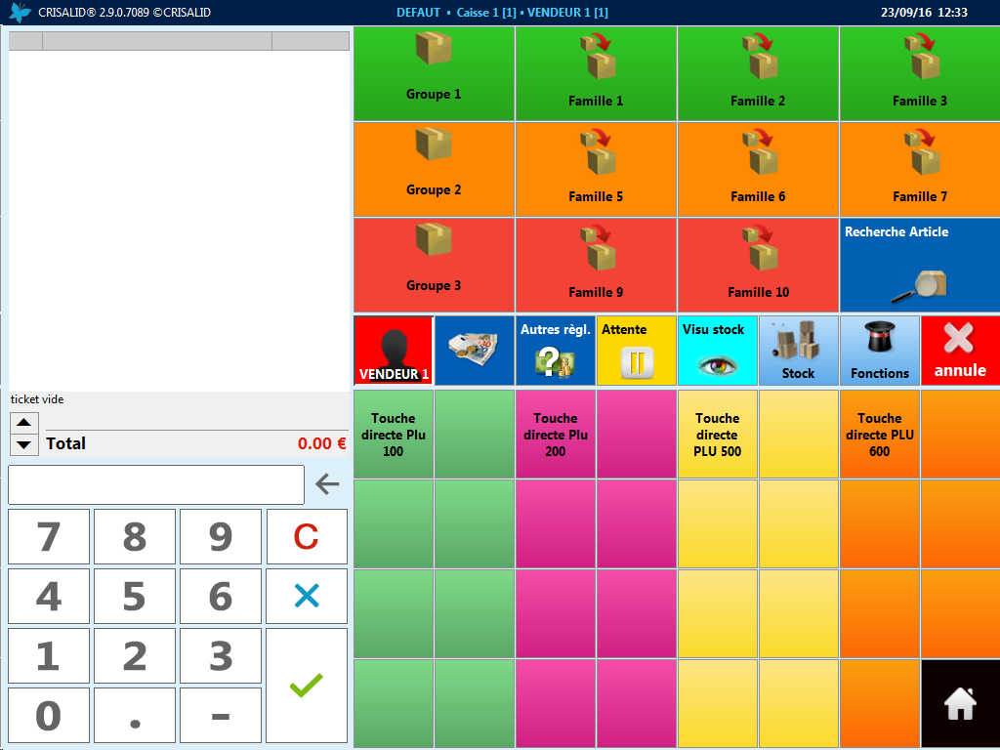 CRISALID® 2.9.0.7089 ©CRISALID
DEFAUT • Caisse 1 [1] • VENDEUR 1 [1]
23/09/16 12:33
Groupe 1
Famille 1
Famille 2
Famille 3
Groupe 2
Famille 5
Famille 6
Famille 7
Recherche Article
Groupe 3
Famille 9
Famille 10
VENDEUR 1
Autres règl.
Attente
Visu stock
Stock
Fonctions
annule
ticket vide
Total
0.00 €
Touche
directe Plu
100
Touche
directe Plu
200
Touche
directe
PLU 500
Touche
directe PLU
600
7 8 9 C
4 5 6 X
1 2 3
0 . -